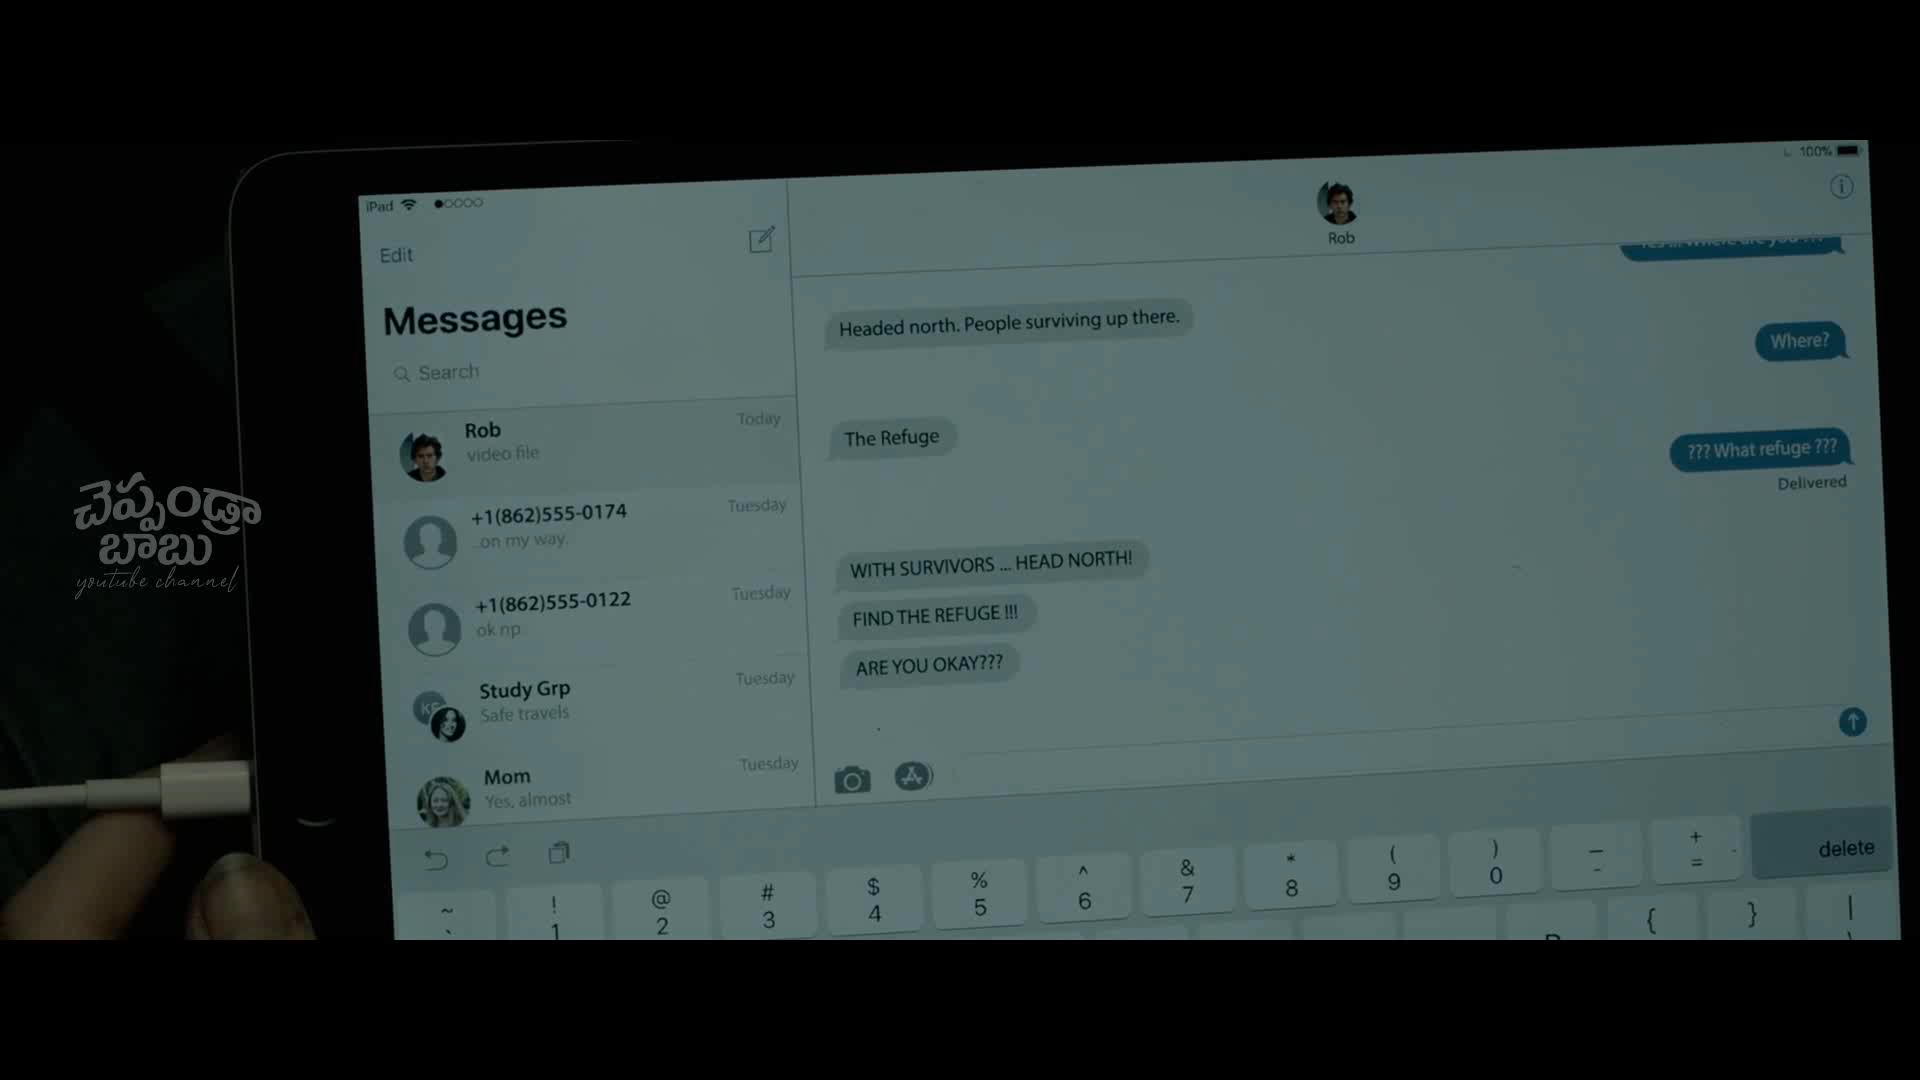 iPad
100%
Edit
Rob
Messages
Search
Rob
Today
video file
+1(862)555-0174
Tuesday
..on my way.
+1(862)555-0122
Tuesday
ok np
Study Grp
Tuesday
Safe travels
Mom
Tuesday
Yes, almost
Headed north. People surviving up there.
Where?
The Refuge
??? What refuge ???
Delivered
WITH SURVIVORS ... HEAD NORTH!
FIND THE REFUGE !!!
ARE YOU OKAY???
~ ! @ # $ % ^ & * ( ) — +
` 1 2 3 4 5 6 7 8 9 0 - = delete
{ } |
చెప్పండ్రా
బాబు
youtube channel